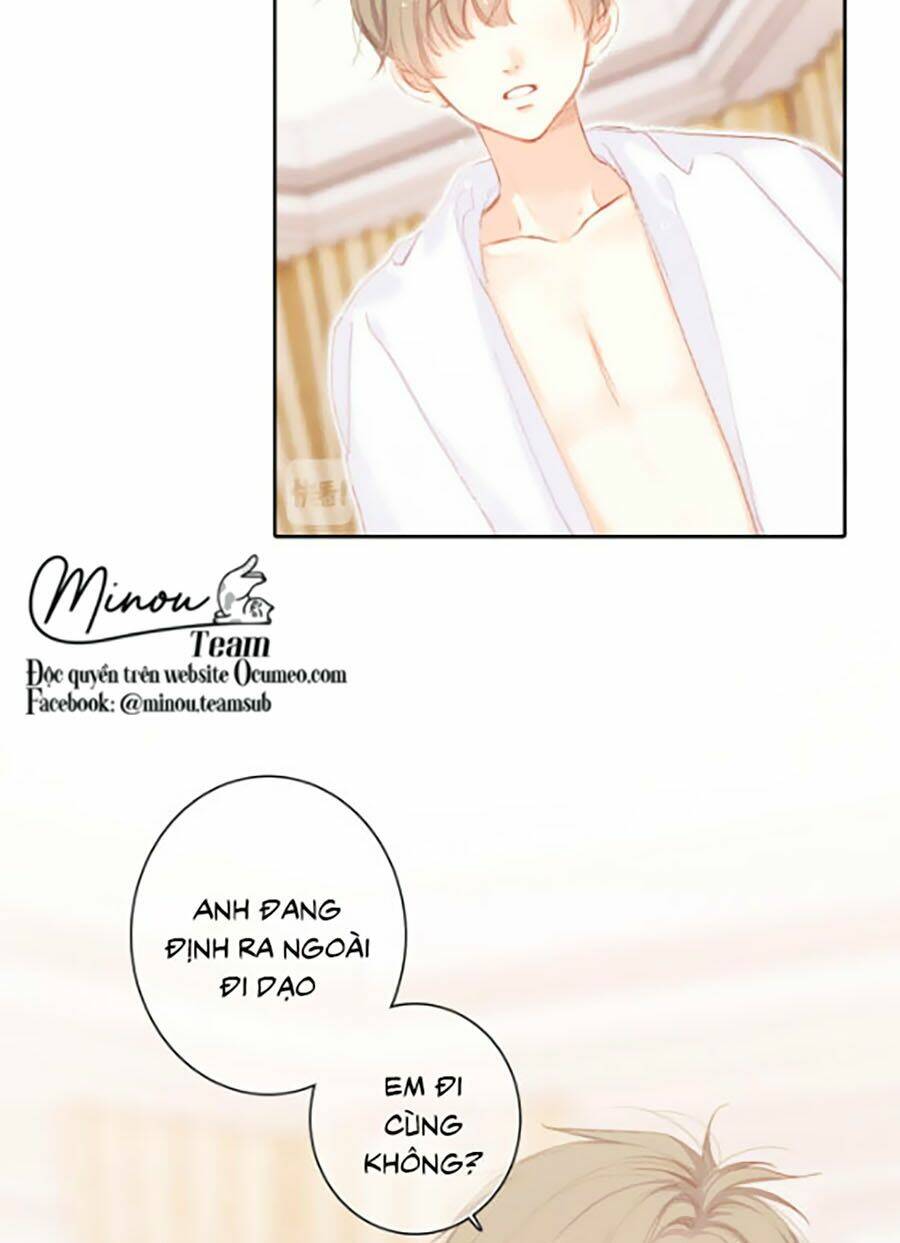 Minou
Team
Độc quyền trên website Ocumeo.com
Facebook: @minou.teamsub
ANH ĐANG
ĐỊNH RA NGOÀI
ĐI DẠO
EM ĐI
CÙNG
KHÔNG?